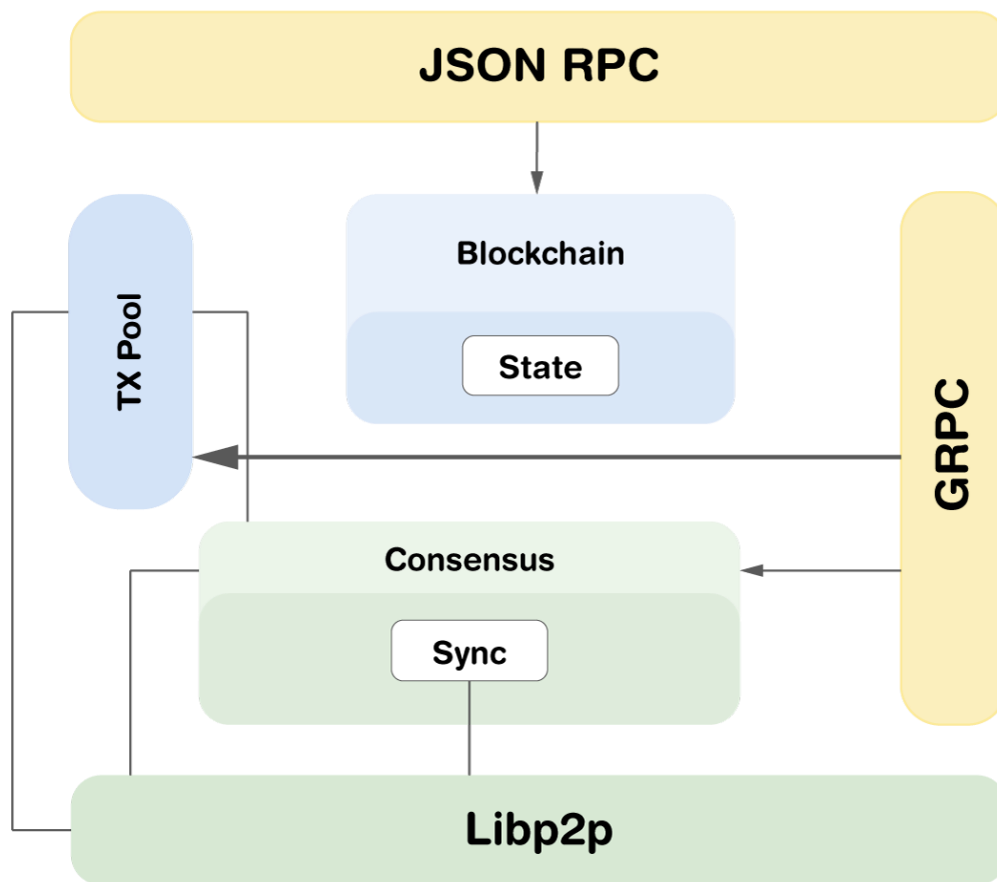 JSON RPC
Blockchain
State
TX Pool
GRPC
Consensus
Sync
Libp2p